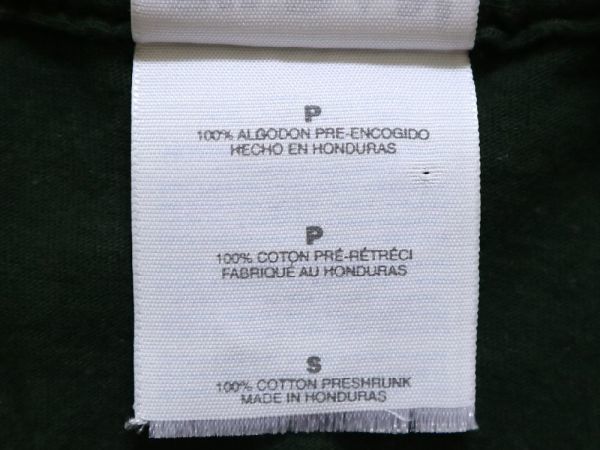 P
100% ALGODON PRE-ENCOGIDO
HECHO EN HONDURAS
P
100% COTON PRÉ-RÉTRÉCI
FABRIQUÉ AU HONDURAS
S
100% COTTON PRESHRUNK
MADE IN HONDURAS